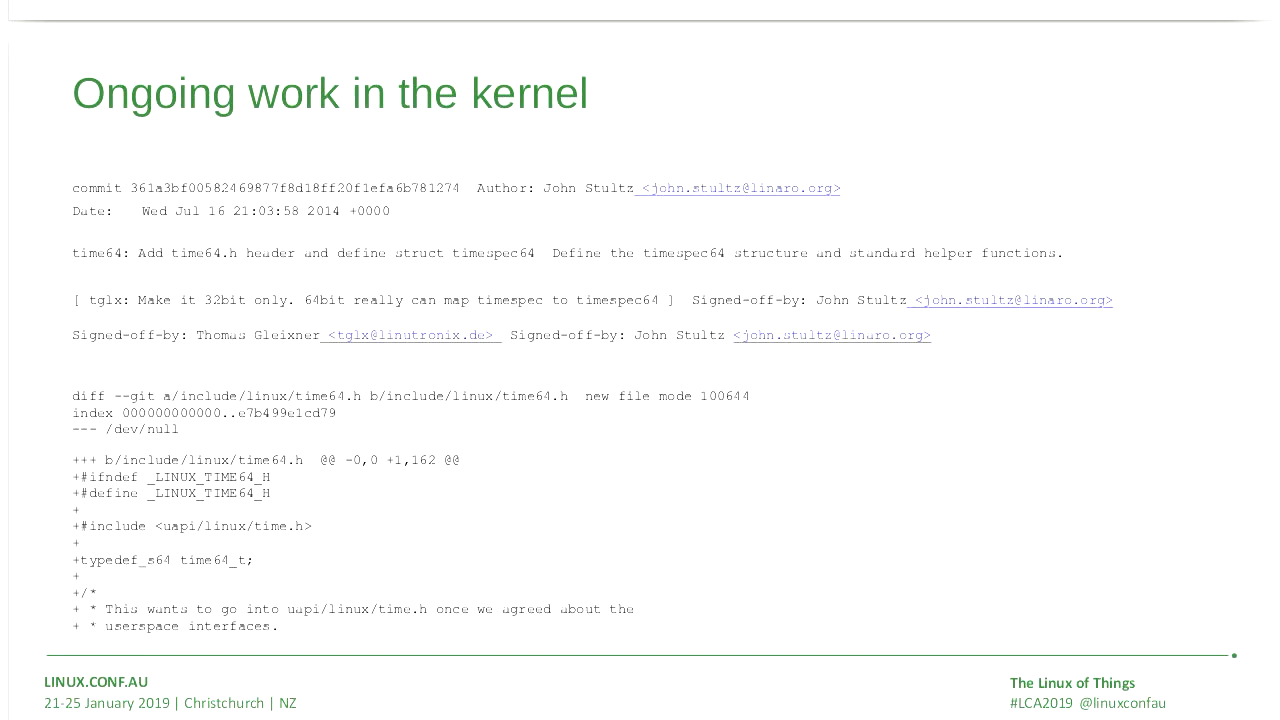 Ongoing work in the kernel
commit 361a3bf00582469877f8d18ff20f1efa6b781274  Author: John Stultz <john.stultz@linaro.org>
Date:   Wed Jul 16 21:03:58 2014 +0000
time64: Add time64.h header and define struct timespec64  Define the timespec64 structure and standard helper functions.
[ tglx: Make it 32bit only. 64bit really can map timespec to timespec64 ]  Signed-off-by: John Stultz <john.stultz@linaro.org>
Signed-off-by: Thomas Gleixner <tglx@linutronix.de>  Signed-off-by: John Stultz <john.stultz@linaro.org>
diff --git a/include/linux/time64.h b/include/linux/time64.h  new file mode 100644
index 000000000000..e7b499e1cd79
--- /dev/null
+++ b/include/linux/time64.h  @@ -0,0 +1,162 @@
+#ifndef _LINUX_TIME64_H
+#define _LINUX_TIME64_H
+
+#include <uapi/linux/time.h>
+
+typedef_s64 time64_t;
+
+/*
+ * This wants to go into uapi/linux/time.h once we agreed about the
+ * userspace interfaces.
LINUX.CONF.AU
21-25 January 2019 | Christchurch | NZ
The Linux of Things
#LCA2019 @linuxconfau